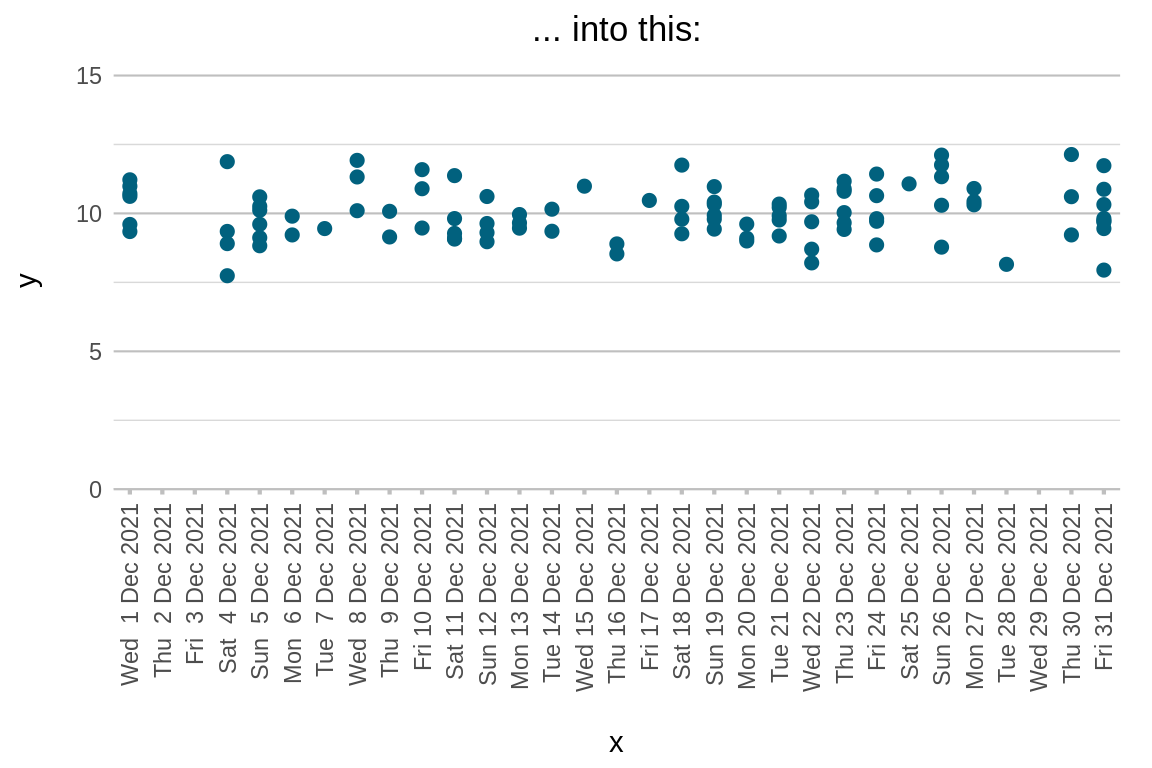 ... into this:
15
10
5
0
y
Wed  1 Dec 2021
Thu  2 Dec 2021
Fri  3 Dec 2021
Sat  4 Dec 2021
Sun  5 Dec 2021
Mon  6 Dec 2021
Tue  7 Dec 2021
Wed  8 Dec 2021
Thu  9 Dec 2021
Fri 10 Dec 2021
Sat 11 Dec 2021
Sun 12 Dec 2021
Mon 13 Dec 2021
Tue 14 Dec 2021
Wed 15 Dec 2021
Thu 16 Dec 2021
Fri 17 Dec 2021
Sat 18 Dec 2021
Sun 19 Dec 2021
Mon 20 Dec 2021
Tue 21 Dec 2021
Wed 22 Dec 2021
Thu 23 Dec 2021
Fri 24 Dec 2021
Sat 25 Dec 2021
Sun 26 Dec 2021
Mon 27 Dec 2021
Tue 28 Dec 2021
Wed 29 Dec 2021
Thu 30 Dec 2021
Fri 31 Dec 2021
x